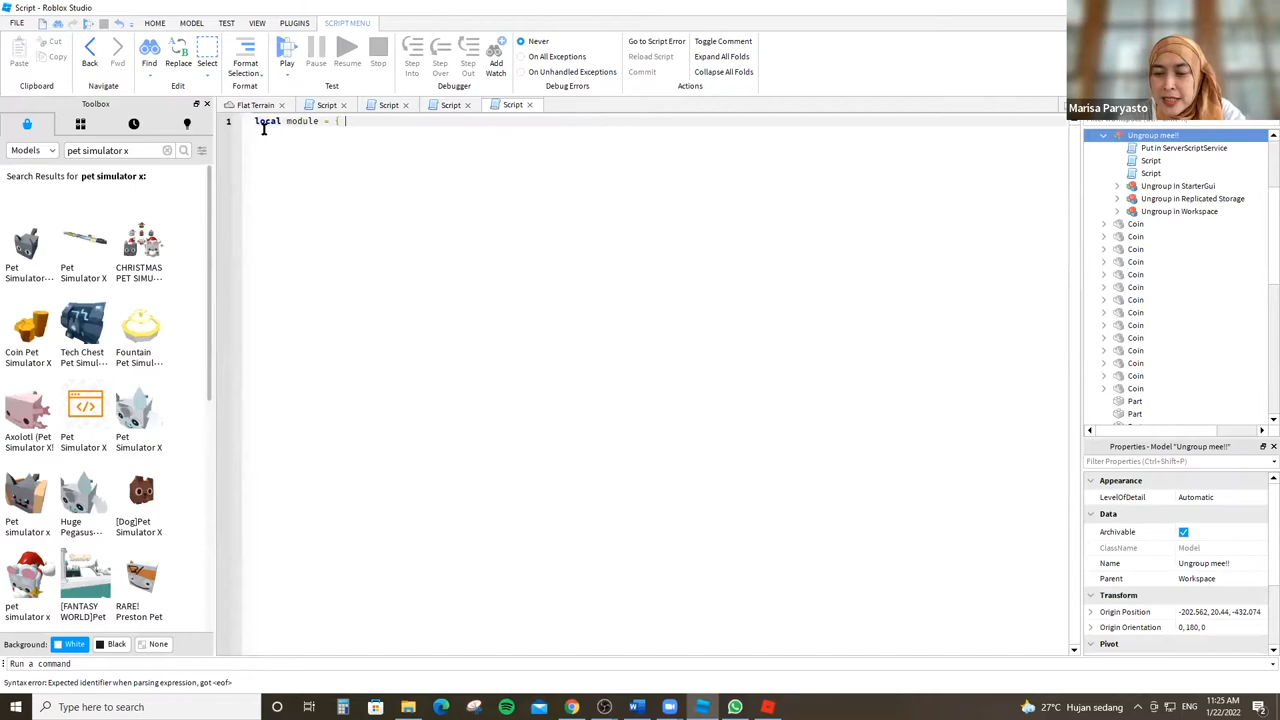 Script - Roblox Studio
FILE
HOME
MODEL
TEST
VIEW
PLUGINS
SCRIPT MENU
Paste
Cut
Copy
Clipboard
Back
Fwd
Navigate
Find
Replace
Select
Edit
Format
Selection
Format
Play
Pause
Resume
Stop
Test
Step
Into
Step
Over
Step
Out
Add
Watch
Debugger
Never
On All Exceptions
On Unhandled Exceptions
Debug Errors
Go to Script Error
Reload Script
Commit
Toggle Comment
Expand All Folds
Collapse All Folds
Actions
Marisa Paryasto
Toolbox
Flat Terrain
Script
Script
Script
Script
1 local module = {
Models
pet simulator x
Search Results for pet simulator x:
Pet
Simulator···
Pet
Simulator X
CHRISTMAS
PET SIMU···
Coin Pet
Simulator X
Tech Chest
Pet Simul···
Fountain
Pet Simul···
Axolotl (Pet
Simulator X!
Pet
Simulator X
Pet
Simulator X
Pet
simulator x
Huge
Pegasus···
[Dog]Pet
Simulator X
pet
simulator x
[FANTASY
WORLD]Pet
RARE!
Preston Pet
Background:
White
Black
None
Ungroup mee!!
Put in ServerScriptService
Script
Script
Ungroup In StarterGui
Ungroup in Replicated Storage
Ungroup in Workspace
Coin
Coin
Coin
Coin
Coin
Coin
Coin
Coin
Coin
Coin
Coin
Coin
Coin
Coin
Part
Part
Properties - Model "Ungroup mee!!"
Filter Properties (Ctrl+Shift+P)
Appearance
LevelOfDetail Automatic
Data
Archivable
ClassName Model
Name Ungroup mee!!
Parent Workspace
Transform
Origin Position -202.562, 20.44, -432.074
Origin Orientation 0, 180, 0
Pivot
Run a command
Syntax error: Expected identifier when parsing expression, got <eof>
Type here to search
27°C Hujan sedang
11:25 AM
1/22/2022
2